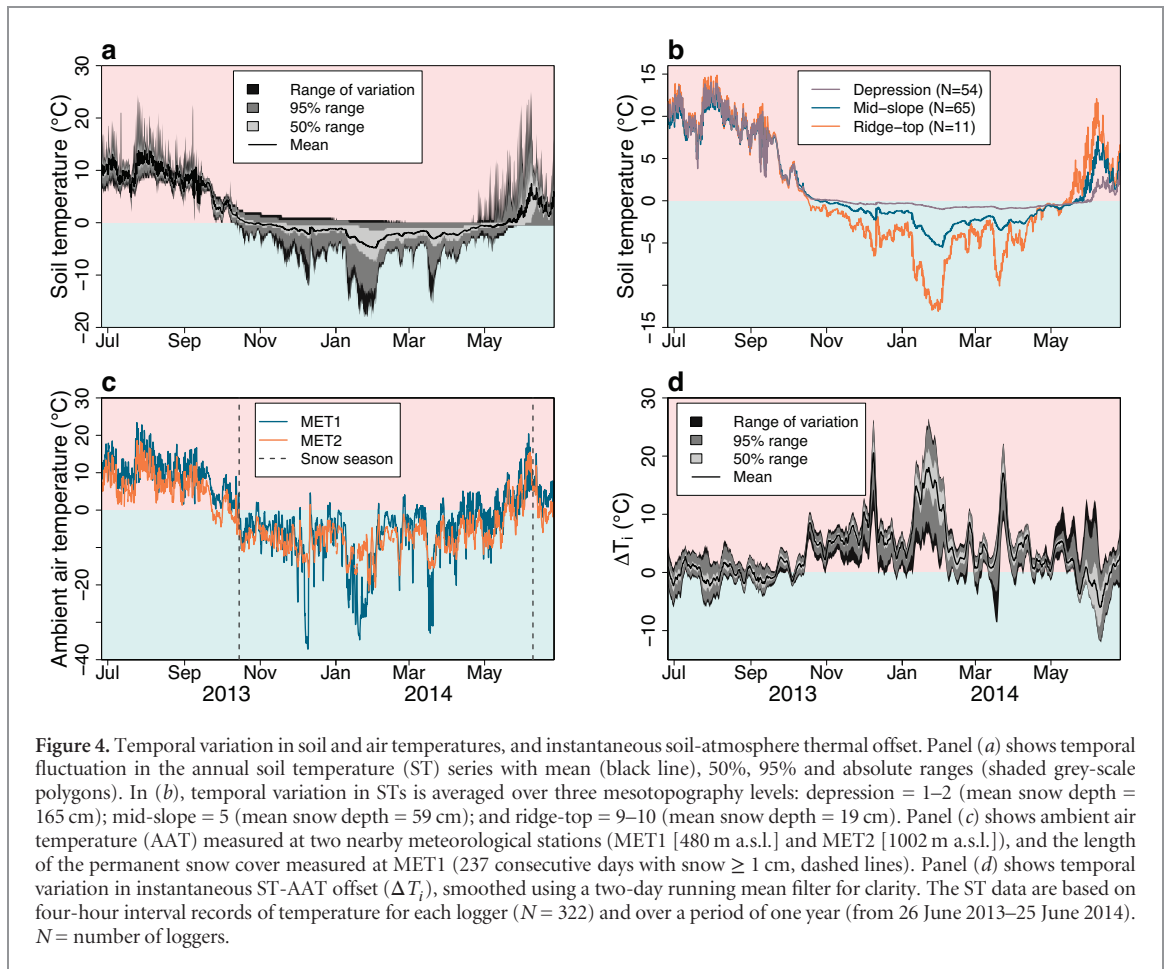 a
Soil temperature (°C)
30
20
10
0
−10
−20
Range of variation
95% range
50% range
Mean
Jul Sep Nov Jan Mar May
b
Soil temperature (°C)
15
10
5
0
−5
−15
Depression (N=54)
Mid−slope (N=65)
Ridge−top (N=11)
Jul Sep Nov Jan Mar May
c
Ambient air temperature (°C)
30
20
10
0
−10
−20
−40
MET1
MET2
Snow season
Jul Sep Nov Jan Mar May
2013 2014
d
ΔTi (°C)
30
20
10
0
−10
Range of variation
95% range
50% range
Mean
Jul Sep Nov Jan Mar May
2013 2014
Figure 4. Temporal variation in soil and air temperatures, and instantaneous soil-atmosphere thermal offset. Panel (a) shows temporal
fluctuation in the annual soil temperature (ST) series with mean (black line), 50%, 95% and absolute ranges (shaded grey-scale
polygons). In (b), temporal variation in STs is averaged over three mesotopography levels: depression = 1–2 (mean snow depth =
165 cm); mid-slope = 5 (mean snow depth = 59 cm); and ridge-top = 9–10 (mean snow depth = 19 cm). Panel (c) shows ambient air
temperature (AAT) measured at two nearby meteorological stations (MET1 [480 m a.s.l.] and MET2 [1002 m a.s.l.]), and the length
of the permanent snow cover measured at MET1 (237 consecutive days with snow ≥ 1 cm, dashed lines). Panel (d) shows temporal
variation in instantaneous ST-AAT offset (ΔTi), smoothed using a two-day running mean filter for clarity. The ST data are based on
four-hour interval records of temperature for each logger (N = 322) and over a period of one year (from 26 June 2013–25 June 2014).
N = number of loggers.